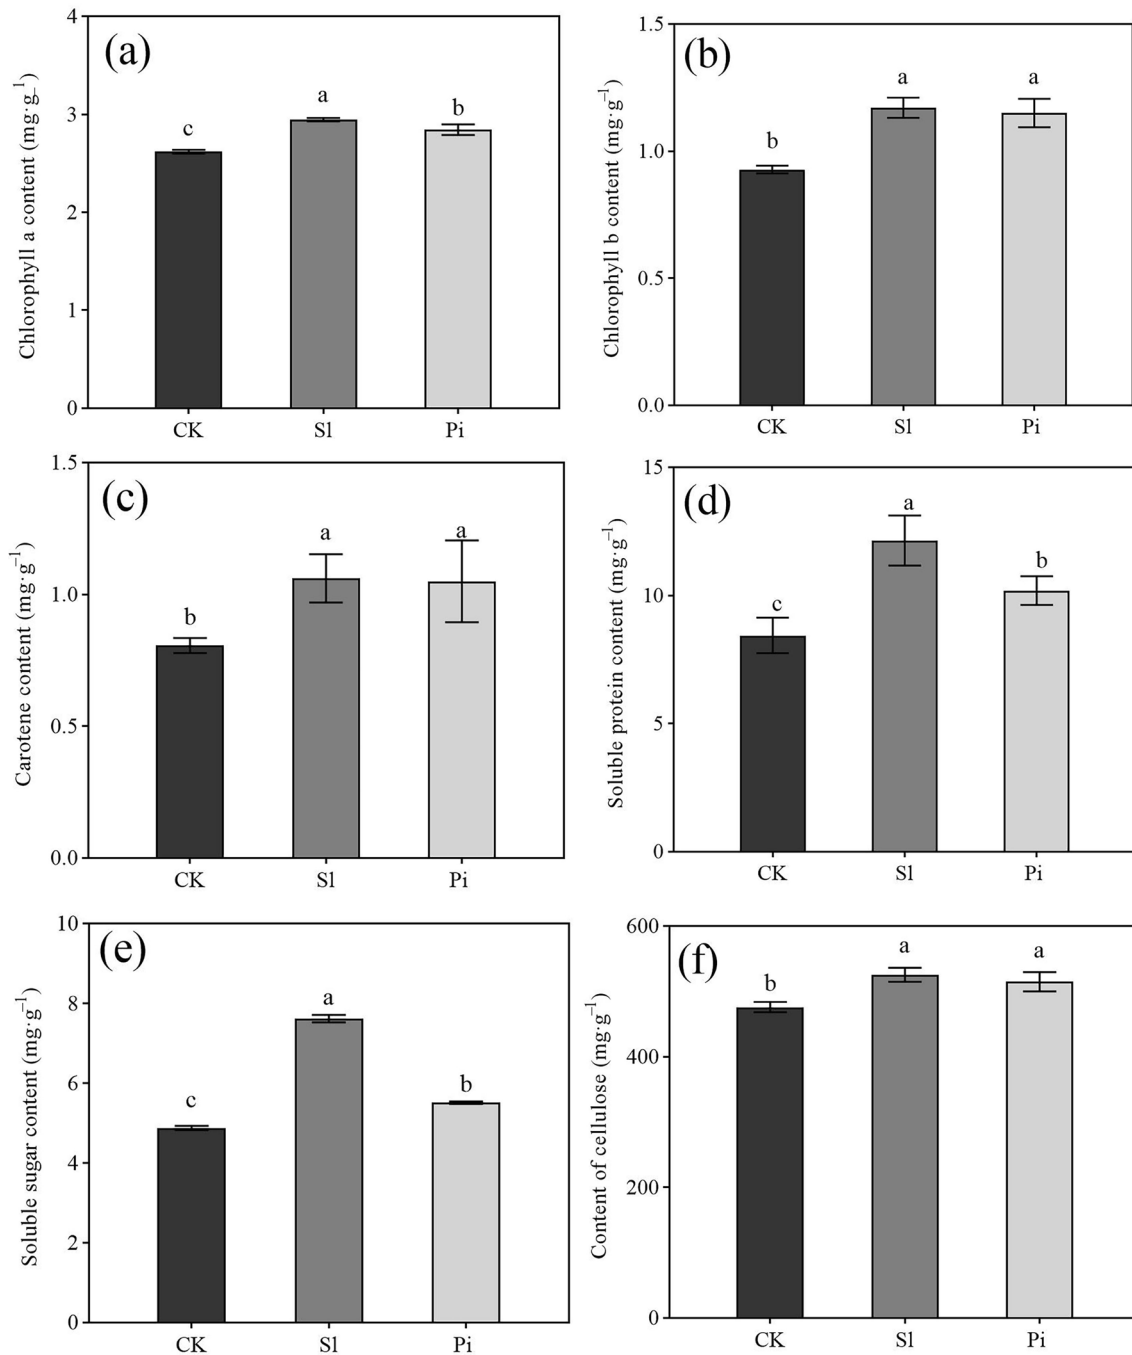 (a)
Chlorophyll a content (mg·g⁻¹)
4
3
2
1
0
c
a
b
CK
Sl
Pi
(b)
Chlorophyll b content (mg·g⁻¹)
1.5
1.0
0.5
0.0
b
a
a
CK
Sl
Pi
(c)
Carotene content (mg·g⁻¹)
1.5
1.0
0.5
0.0
b
a
a
CK
Sl
Pi
(d)
Soluble protein content (mg·g⁻¹)
15
10
5
0
c
a
b
CK
Sl
Pi
(e)
Soluble sugar content (mg·g⁻¹)
10
8
6
4
2
0
c
a
b
CK
Sl
Pi
(f)
Content of cellulose (mg·g⁻¹)
600
400
200
0
b
a
a
CK
Sl
Pi